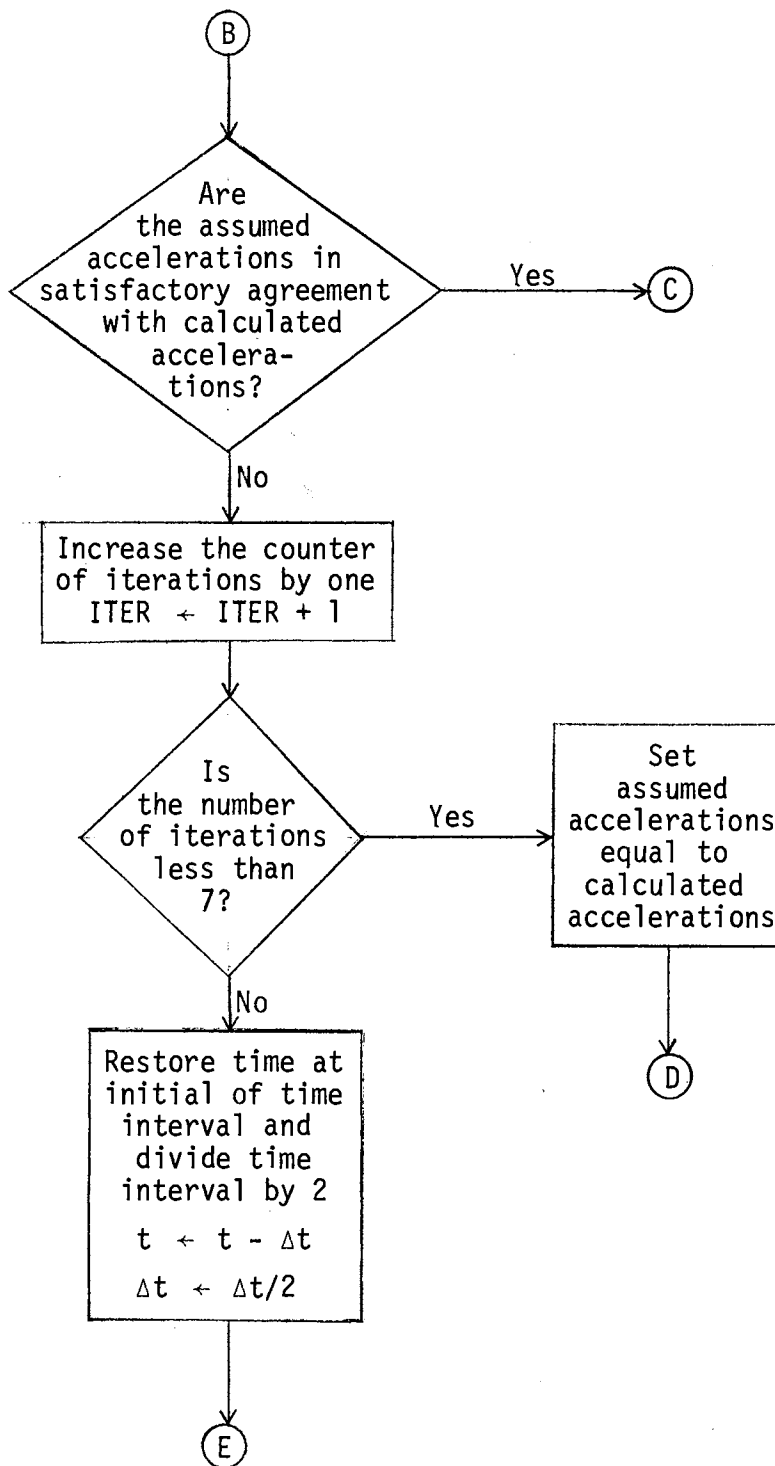 B
Are
the assumed
accelerations in
satisfactory agreement
with calculated
accelera-
tions?
Yes
C
No
Increase the counter
of iterations by one
ITER ← ITER + 1
Is
the number
of iterations
less than
7?
Yes
Set
assumed
accelerations
equal to
calculated
accelerations
D
No
Restore time at
initial of time
interval and
divide time
interval by 2
t ← t - Δt
Δt ← Δt/2
E